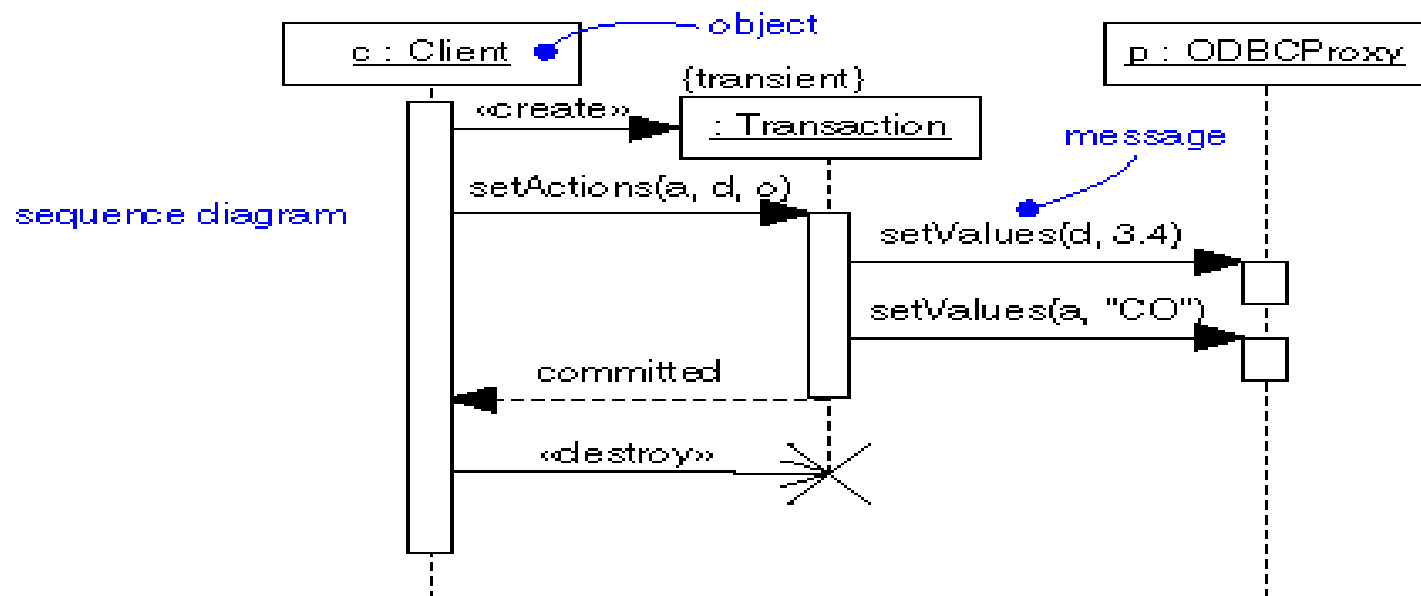 object
c : Client
p : ODBCProxy
{transient}
«create»
: Transaction
message
setActions(a, d, o)
sequence diagram
setValues(d, 3.4)
setValues(a, "CO")
committed
«destroy»